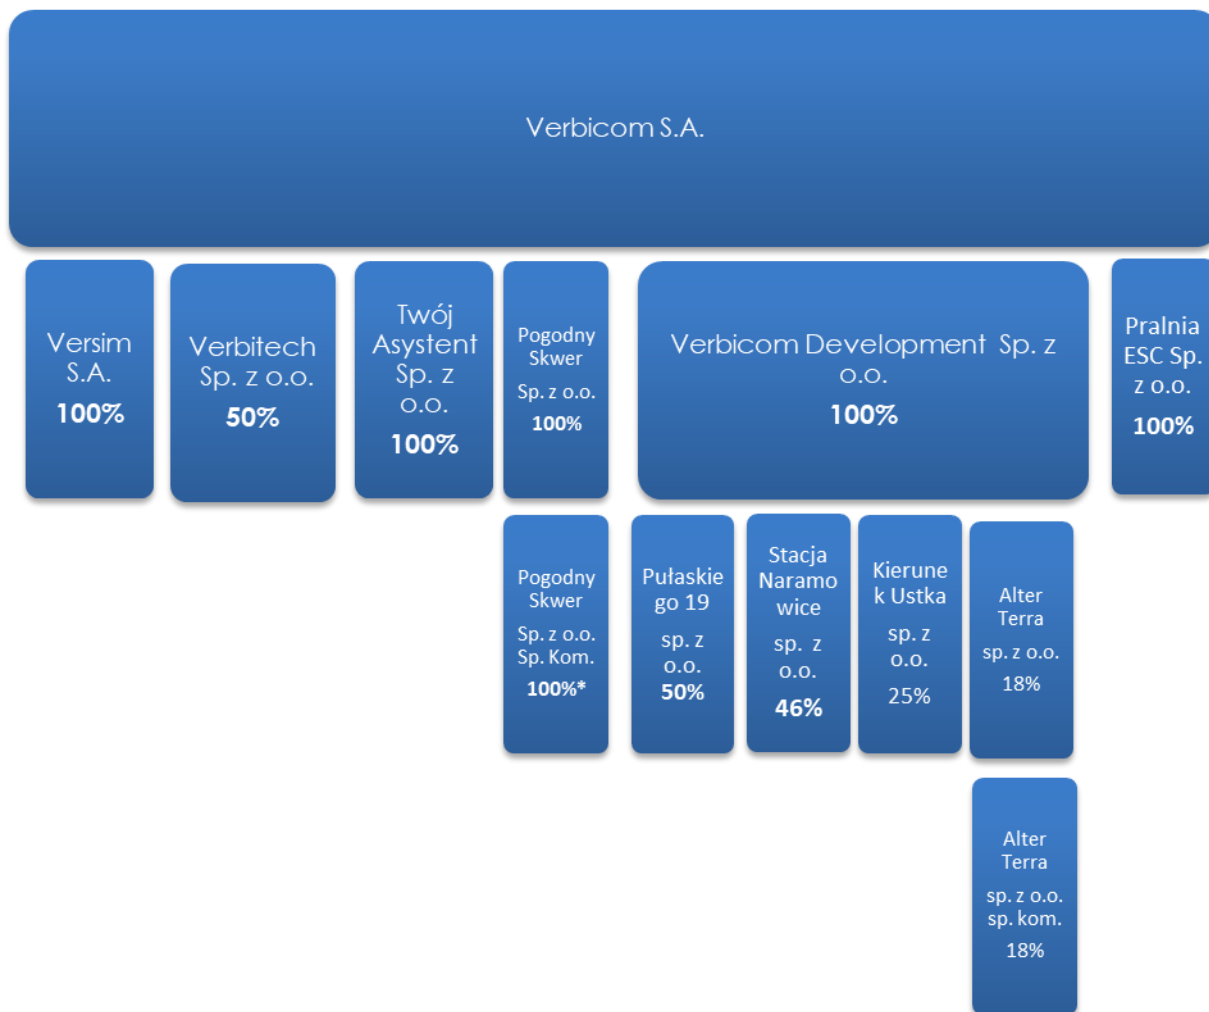 Verbicom S.A.
Versim
S.A.
100%
Verbitech
Sp. z o.o.
50%
Twój
Asystent
Sp. z
o.o.
100%
Pogodny
Skwer
Sp. z o.o.
100%
Verbicom Development Sp. z
o.o.
100%
Pralnia
ESC Sp.
z o.o.
100%
Pogodny
Skwer
Sp. z o.o.
Sp. Kom.
100%*
Pułaskie
go 19
sp. z
o.o.
50%
Stacja
Naramo
wice
sp. z
o.o.
46%
Kierune
k Ustka
sp. z
o.o.
25%
Alter
Terra
sp. z o.o.
18%
Alter
Terra
sp. z o.o.
sp. kom.
18%